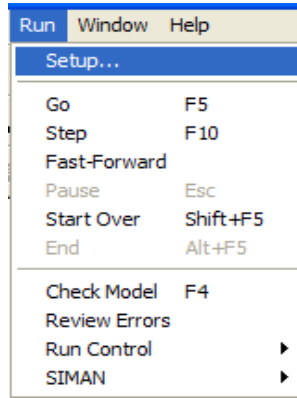 Run Window Help
Setup...
Go F5
Step F10
Fast-Forward
Pause Esc
Start Over Shift+F5
End Alt+F5
Check Model F4
Review Errors
Run Control
SIMAN